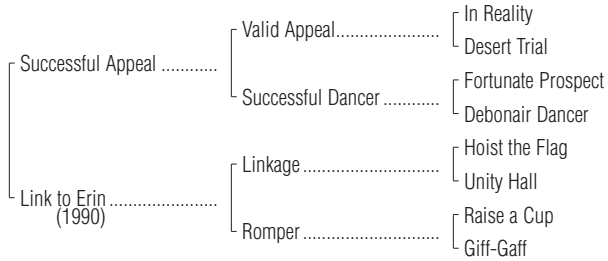 In Reality
Valid Appeal..................
Desert Trial
Successful Appeal ............
Fortunate Prospect
Successful Dancer ............
Debonair Dancer
Hoist the Flag
Linkage ............................
Unity Hall
Link to Erin ........................
(1990)
Raise a Cup
Romper ............................
Giff-Gaff